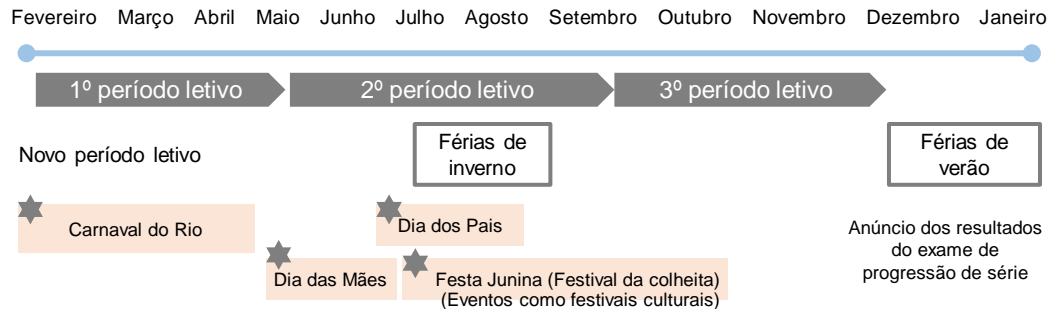 Fevereiro Março Abril Maio Junho Julho Agosto Setembro Outubro Novembro Dezembro Janeiro
1º período letivo 2º período letivo 3º período letivo
Novo período letivo
Férias de
inverno
Férias de
verão
Carnaval do Rio
Dia dos Pais
Dia das Mães
Festa Junina (Festival da colheita)
(Eventos como festivais culturais)
Anúncio dos resultados
do exame de
progressão de série